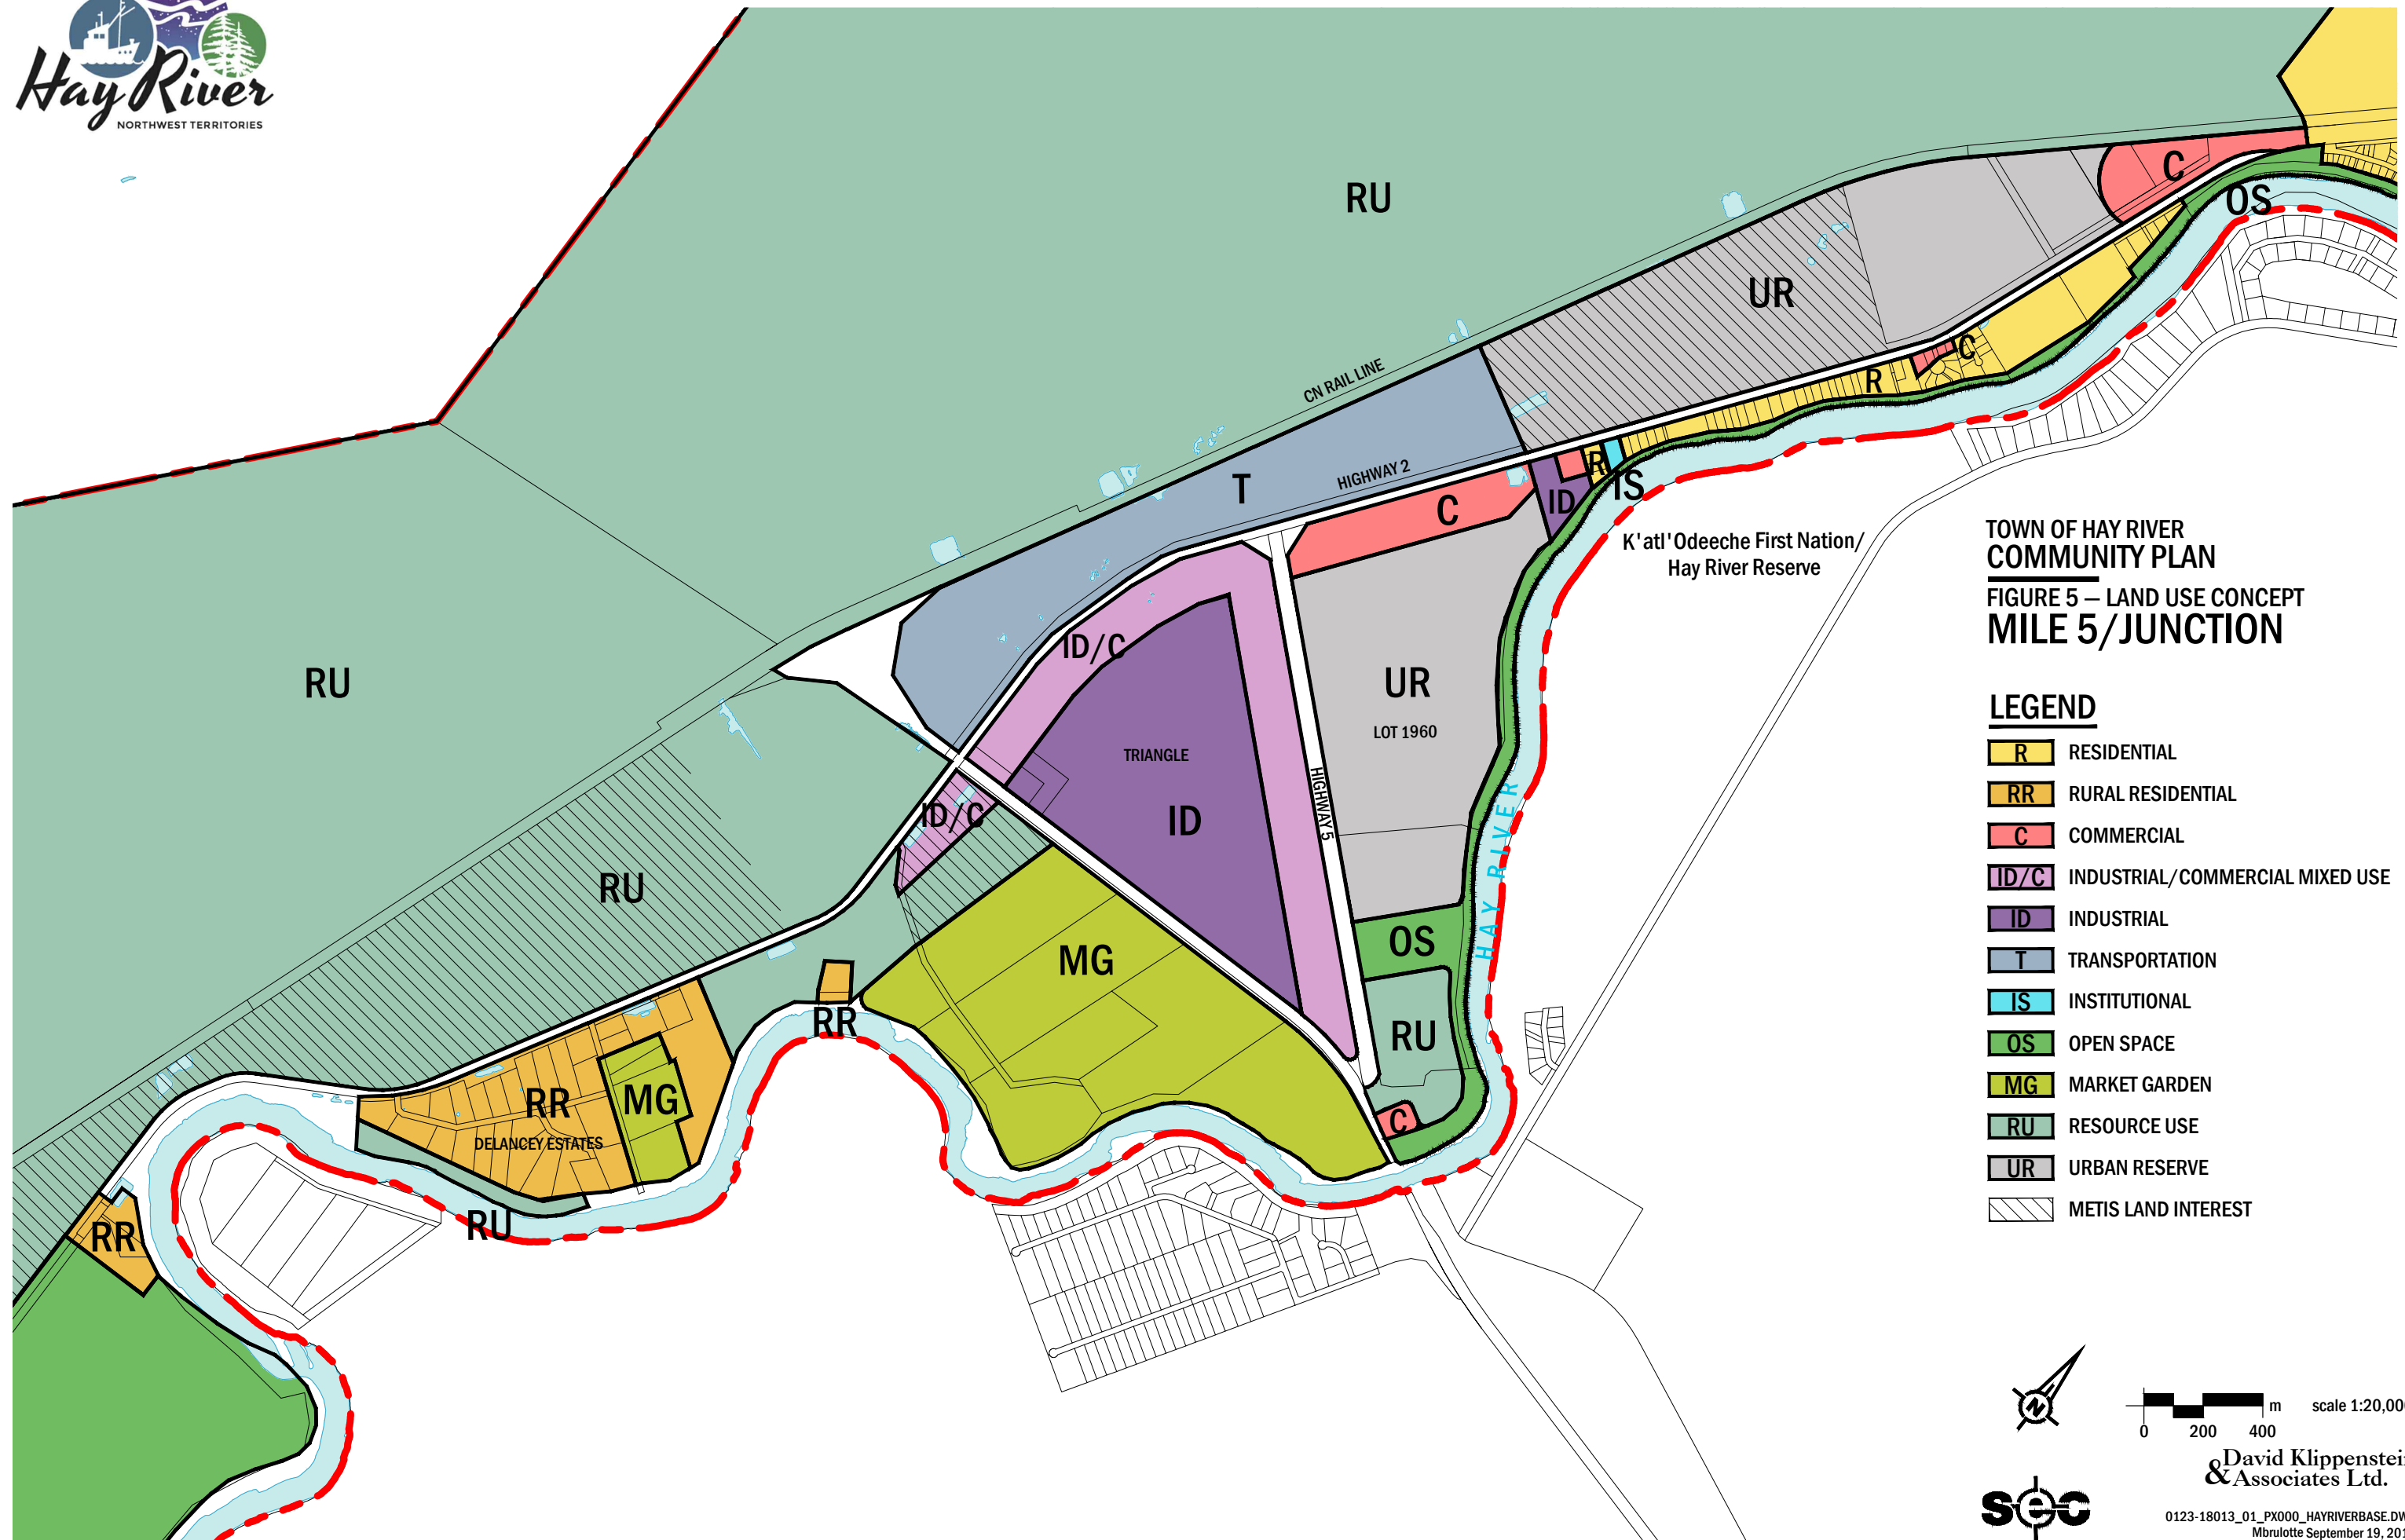 Hay River
NORTHWEST TERRITORIES
RU
C
OS
UR
C
R
CN RAIL LINE
HIGHWAY 2
T
C
R
IS
ID
K'atl'Odeeche First Nation/
Hay River Reserve
ID/C
RU
UR
LOT 1960
TRIANGLE
ID
HIGHWAY 5
HAY RIVER
ID/C
RU
OS
MG
RR
RU
RR
MG
DELANCEY ESTATES
C
RU
RR
TOWN OF HAY RIVER
COMMUNITY PLAN
FIGURE 5 – LAND USE CONCEPT
MILE 5/JUNCTION
LEGEND
R RESIDENTIAL
RR RURAL RESIDENTIAL
C COMMERCIAL
ID/C INDUSTRIAL/COMMERCIAL MIXED USE
ID INDUSTRIAL
T TRANSPORTATION
IS INSTITUTIONAL
OS OPEN SPACE
MG MARKET GARDEN
RU RESOURCE USE
UR URBAN RESERVE
METIS LAND INTEREST
N
m scale 1:20,00
0 200 400
David Klippenstei
& Associates Ltd.
sec
0123-18013_01_PX000_HAYRIVERBASE.D
Mbrulotte September 19, 201